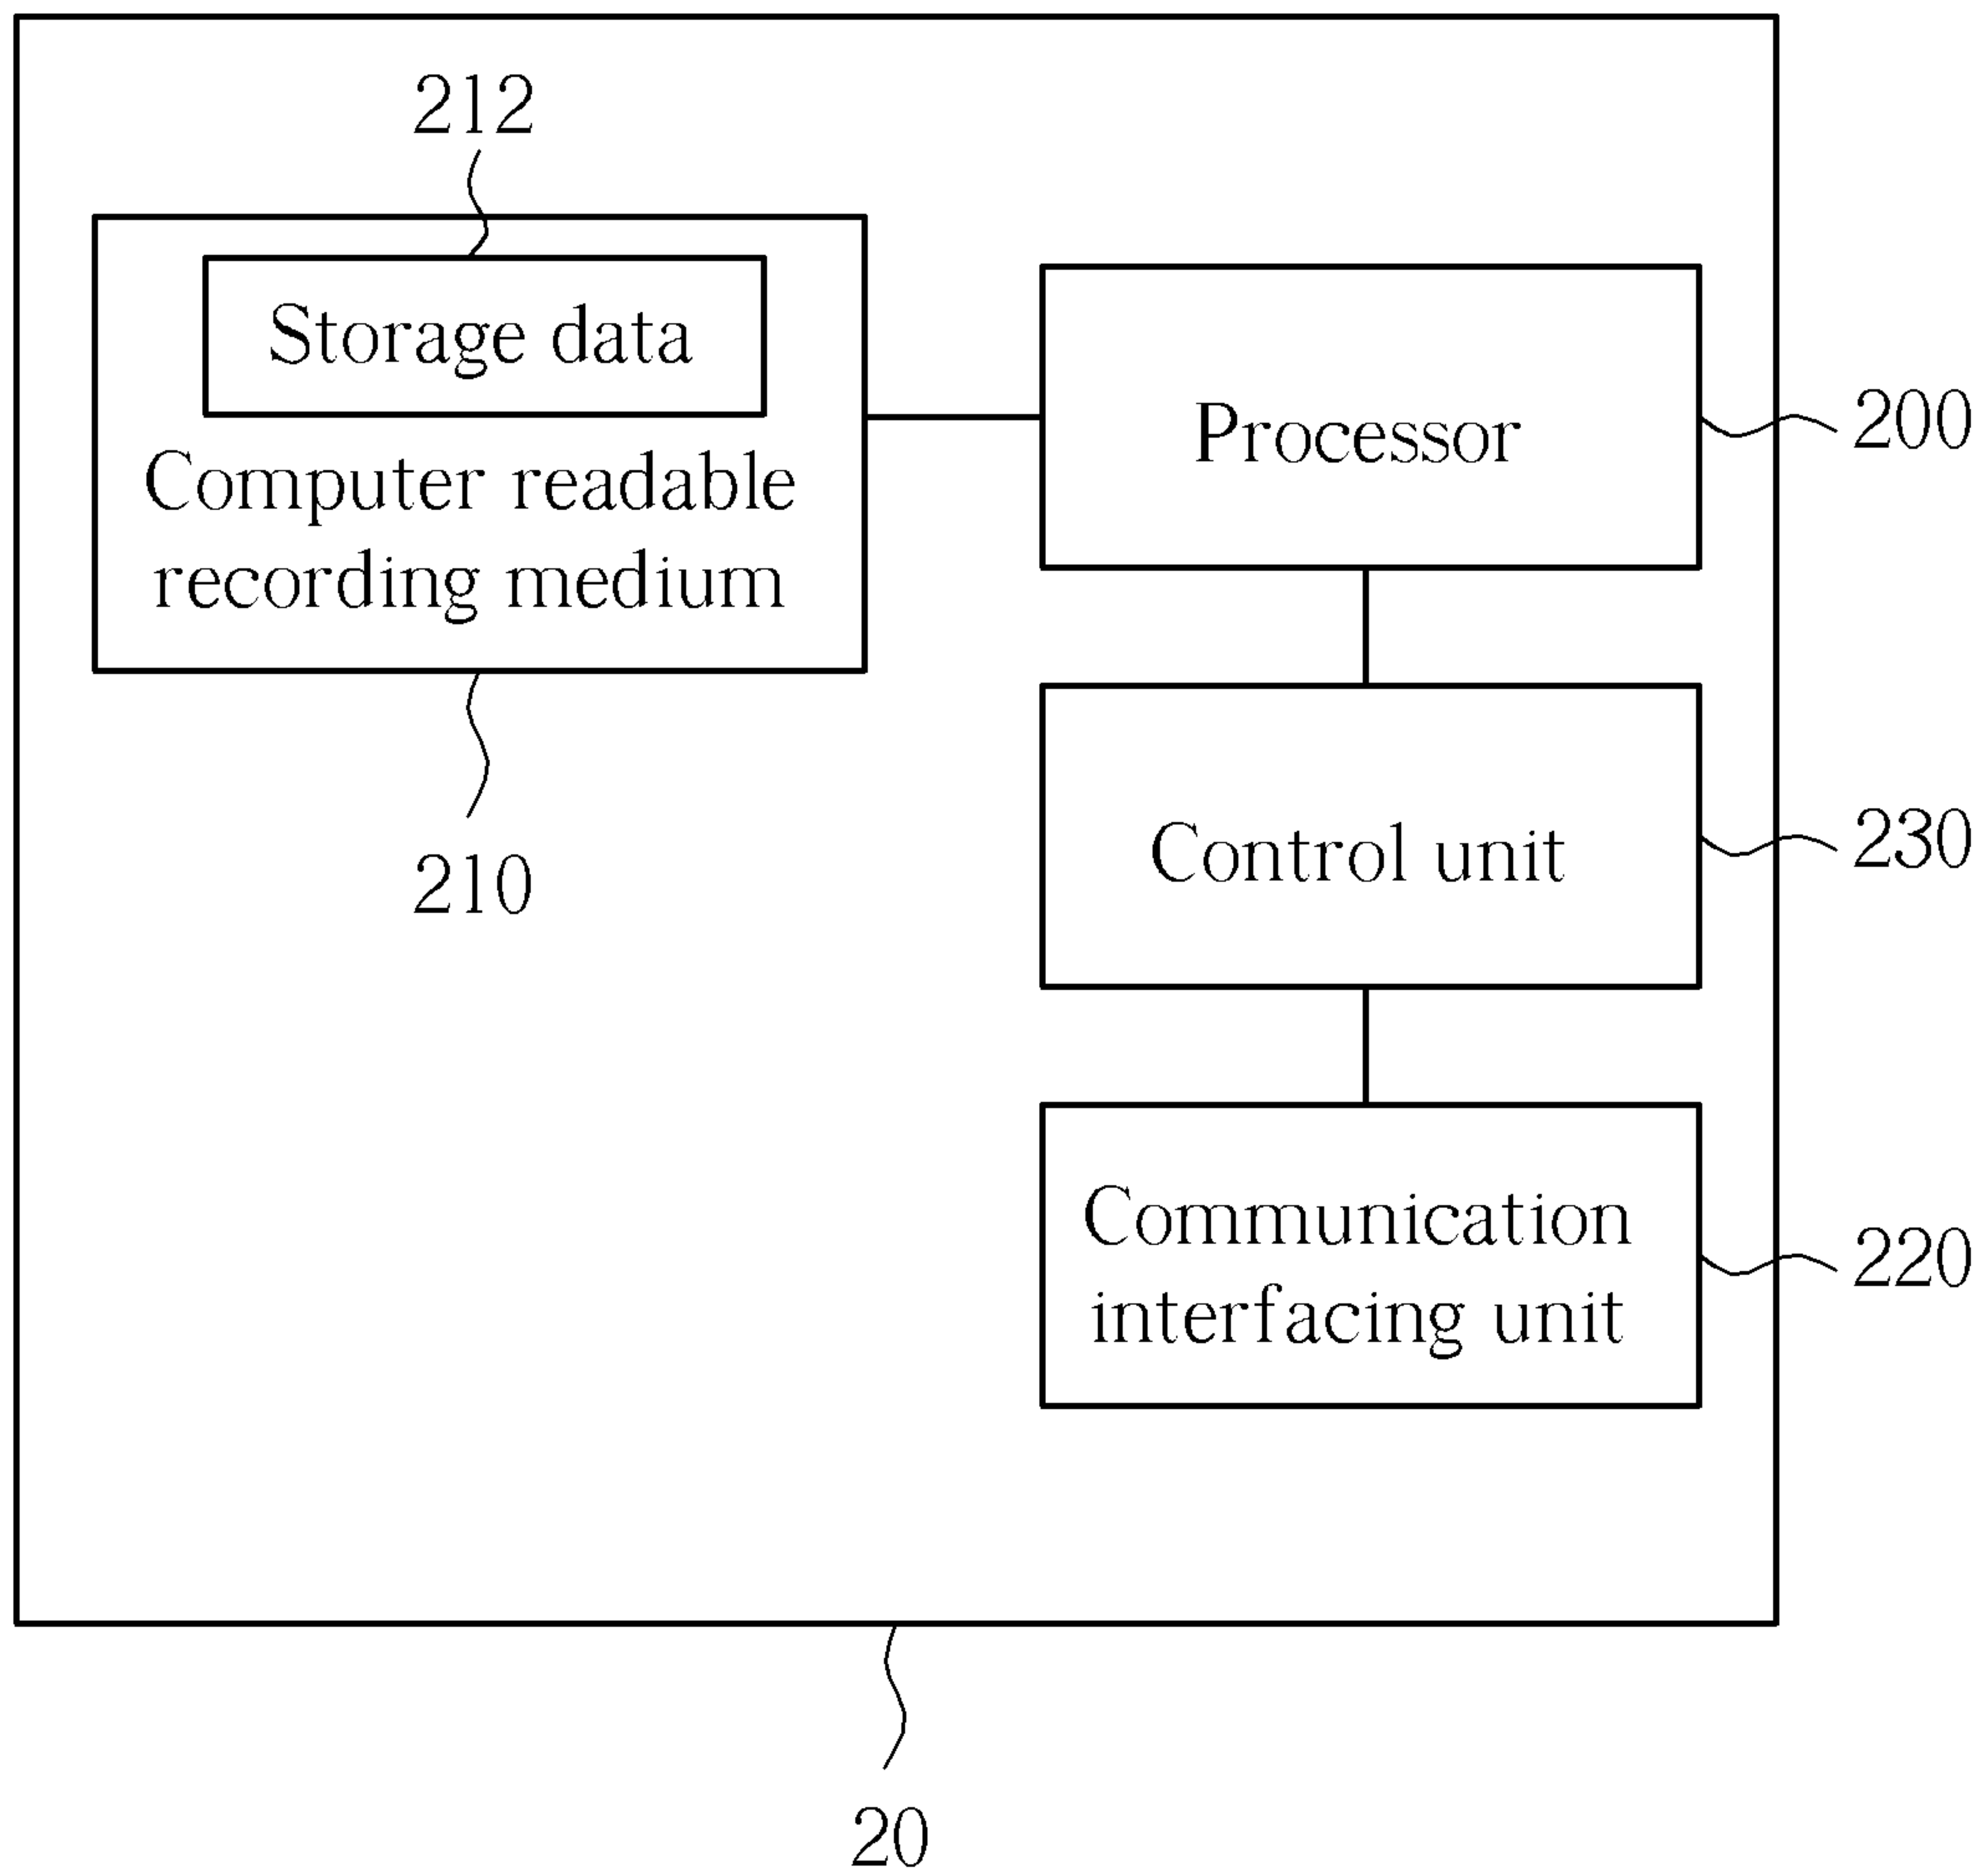 212
Storage data
Computer readable
recording medium
210
Processor
200
Control unit
230
Communication
interfacing unit
220
20